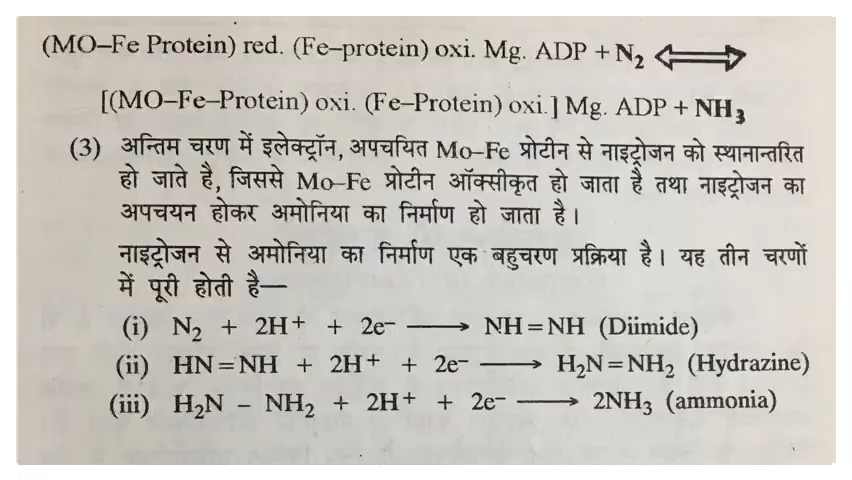 (MO–Fe Protein) red. (Fe–protein) oxi. Mg. ADP + N₂ ⟺
[(MO–Fe–Protein) oxi. (Fe–Protein) oxi.] Mg. ADP + NH₃
(3) अन्तिम चरण में इलेक्ट्रॉन, अपचयित Mo–Fe प्रोटीन से नाइट्रोजन को स्थानान्तरित
हो जाते है, जिससे Mo–Fe प्रोटीन ऑक्सीकृत हो जाता है तथा नाइट्रोजन का
अपचयन होकर अमोनिया का निर्माण हो जाता है।
नाइट्रोजन से अमोनिया का निर्माण एक बहुचरण प्रक्रिया है। यह तीन चरणों
में पूरी होती है—
(i) N₂ + 2H⁺ + 2e⁻ ⟶ NH=NH (Diimide)
(ii) HN=NH + 2H⁺ + 2e⁻ ⟶ H₂N=NH₂ (Hydrazine)
(iii) H₂N – NH₂ + 2H⁺ + 2e⁻ ⟶ 2NH₃ (ammonia)